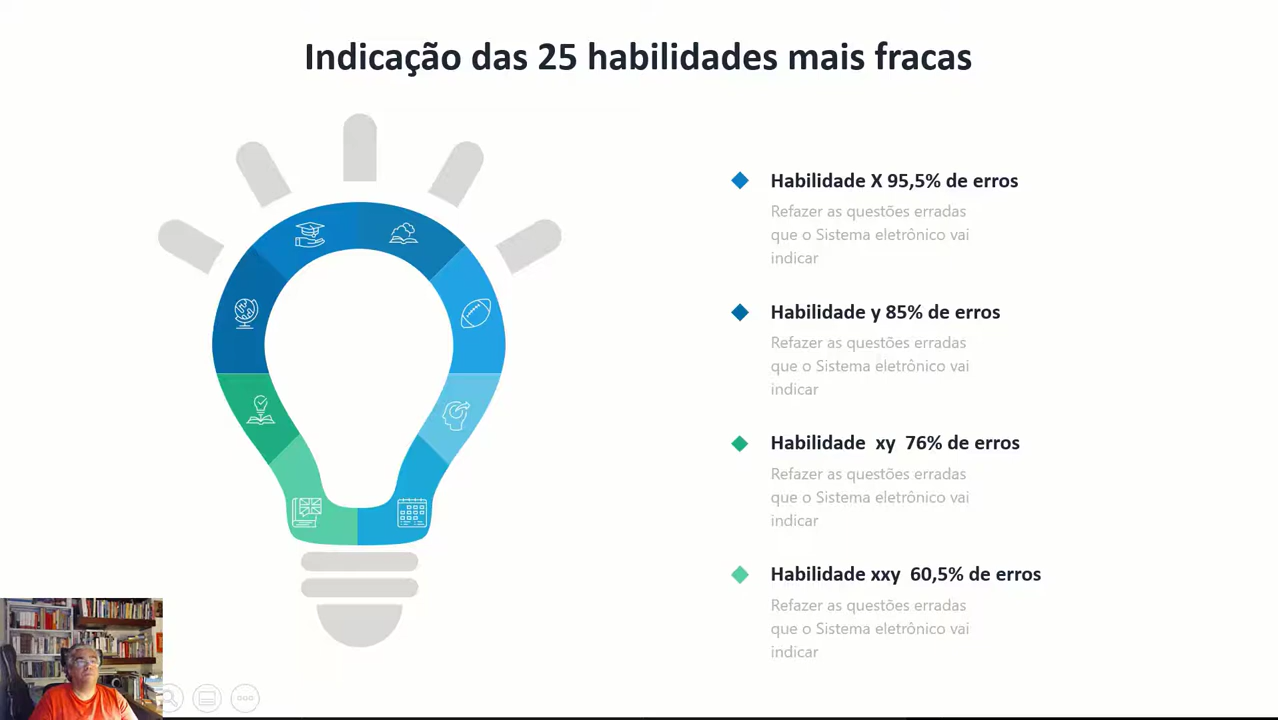 Indicação das 25 habilidades mais fracas
Habilidade X 95,5% de erros
Refazer as questões erradas
que o Sistema eletrônico vai
indicar
Habilidade y 85% de erros
Refazer as questões erradas
que o Sistema eletrônico vai
indicar
Habilidade  xy  76% de erros
Refazer as questões erradas
que o Sistema eletrônico vai
indicar
Habilidade xxy  60,5% de erros
Refazer as questões erradas
que o Sistema eletrônico vai
indicar